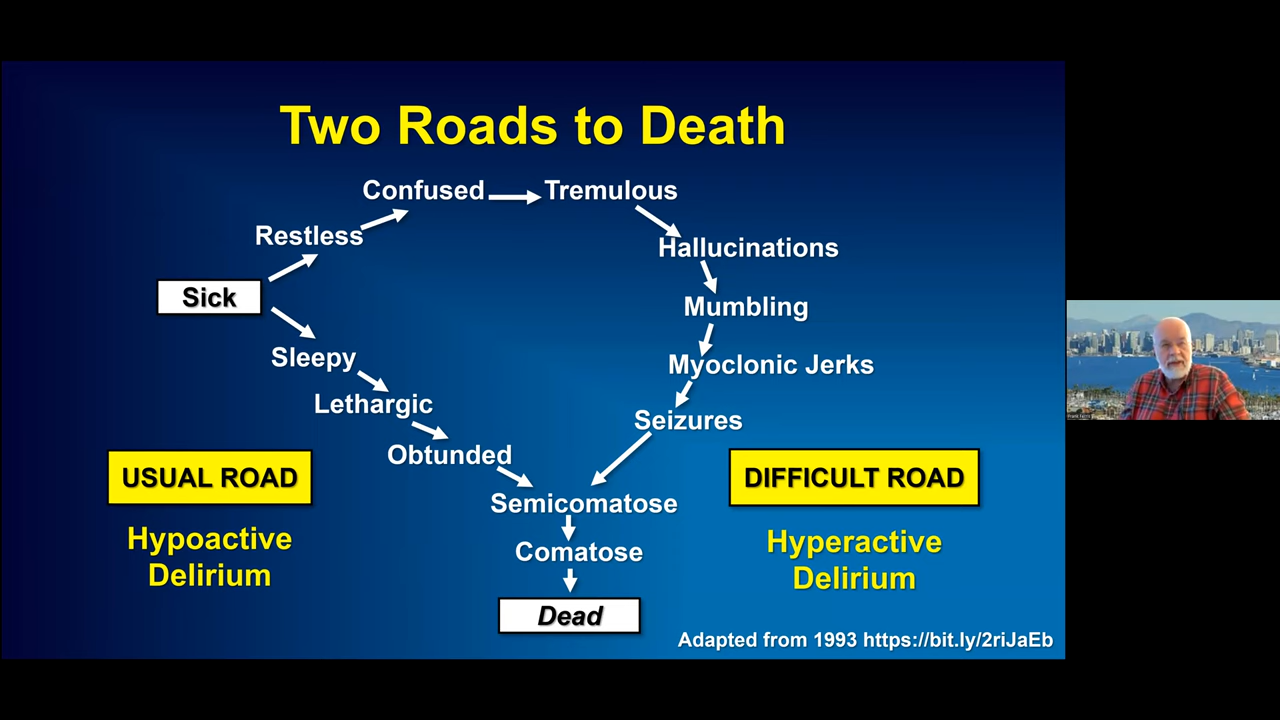 Two Roads to Death
Confused
Tremulous
Restless
Hallucinations
Sick
Mumbling
Sleepy
Myoclonic Jerks
Lethargic
Seizures
Obtunded
USUAL ROAD
DIFFICULT ROAD
Semicomatose
Hypoactive
Delirium
Hyperactive
Delirium
Comatose
Dead
Adapted from 1993 https://bit.ly/2riJaEb